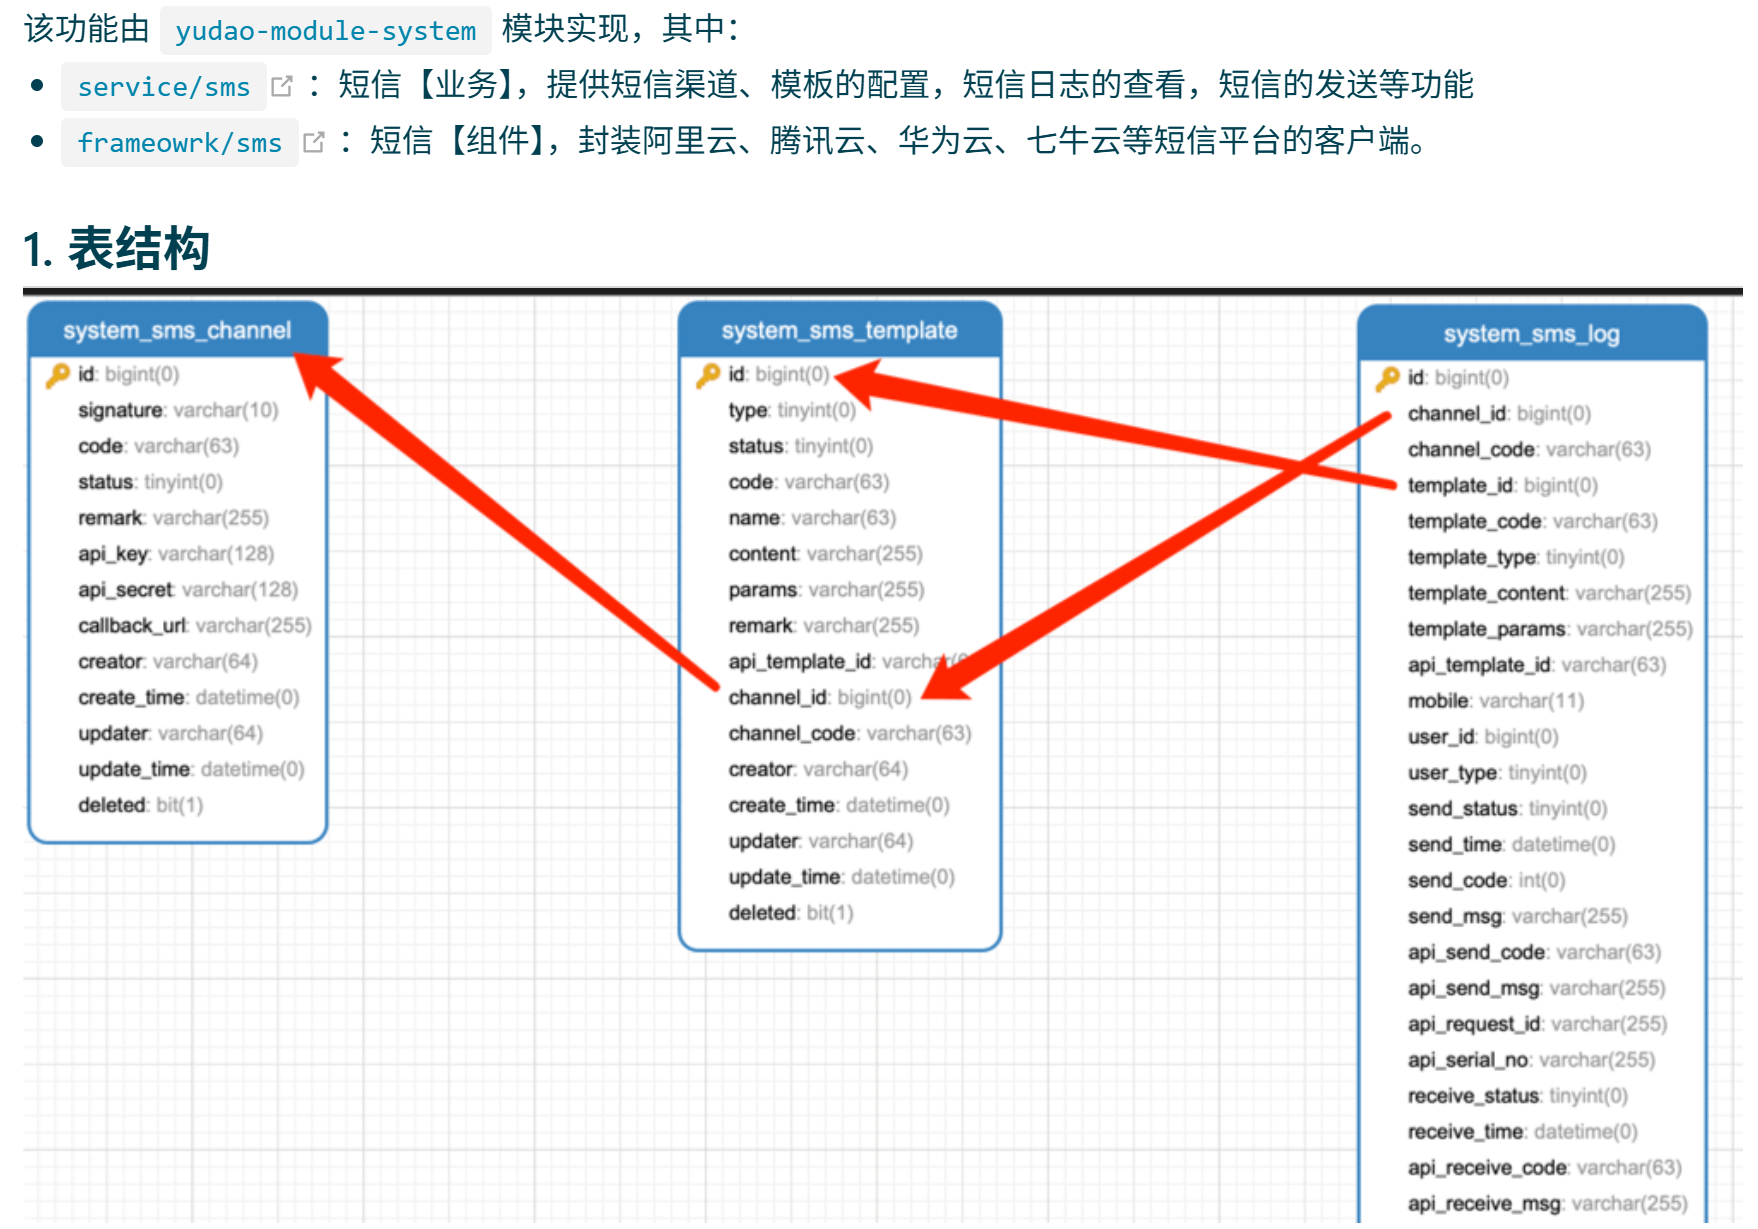 该功能由 yudao-module-system 模块实现，其中：
service/sms ：短信【业务】，提供短信渠道、模板的配置，短信日志的查看，短信的发送等功能
frameowrk/sms ：短信【组件】，封装阿里云、腾讯云、华为云、七牛云等短信平台的客户端。
1. 表结构
system_sms_channel
id: bigint(0)
signature: varchar(10)
code: varchar(63)
status: tinyint(0)
remark: varchar(255)
api_key: varchar(128)
api_secret: varchar(128)
callback_url: varchar(255)
creator: varchar(64)
create_time: datetime(0)
updater: varchar(64)
update_time: datetime(0)
deleted: bit(1)
system_sms_template
id: bigint(0)
type: tinyint(0)
status: tinyint(0)
code: varchar(63)
name: varchar(63)
content: varchar(255)
params: varchar(255)
remark: varchar(255)
api_template_id:
channel_id: bigint(0)
channel_code: varchar(63)
creator: varchar(64)
create_time: datetime(0)
updater: varchar(64)
update_time: datetime(0)
deleted: bit(1)
system_sms_log
id: bigint(0)
channel_id: bigint(0)
channel_code: varchar(63)
template_id: bigint(0)
template_code: varchar(63)
template_type: tinyint(0)
template_content: varchar(255)
template_params: varchar(255)
api_template_id: varchar(63)
mobile: varchar(11)
user_id: bigint(0)
user_type: tinyint(0)
send_status: tinyint(0)
send_time: datetime(0)
send_code: int(0)
send_msg: varchar(255)
api_send_code: varchar(63)
api_send_msg: varchar(255)
api_request_id: varchar(255)
api_serial_no: varchar(255)
receive_status: tinyint(0)
receive_time: datetime(0)
api_receive_code: varchar(63)
api_receive_msg: varchar(255)